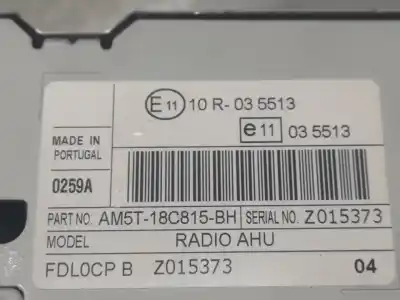 E 11 10 R- 03 5513
e 11 03 5513
MADE IN
PORTUGAL
0259A
PART NO. AM5T-18C815-BH SERIAL NO. Z015373
MODEL RADIO AHU
FDL0CP B Z015373 04